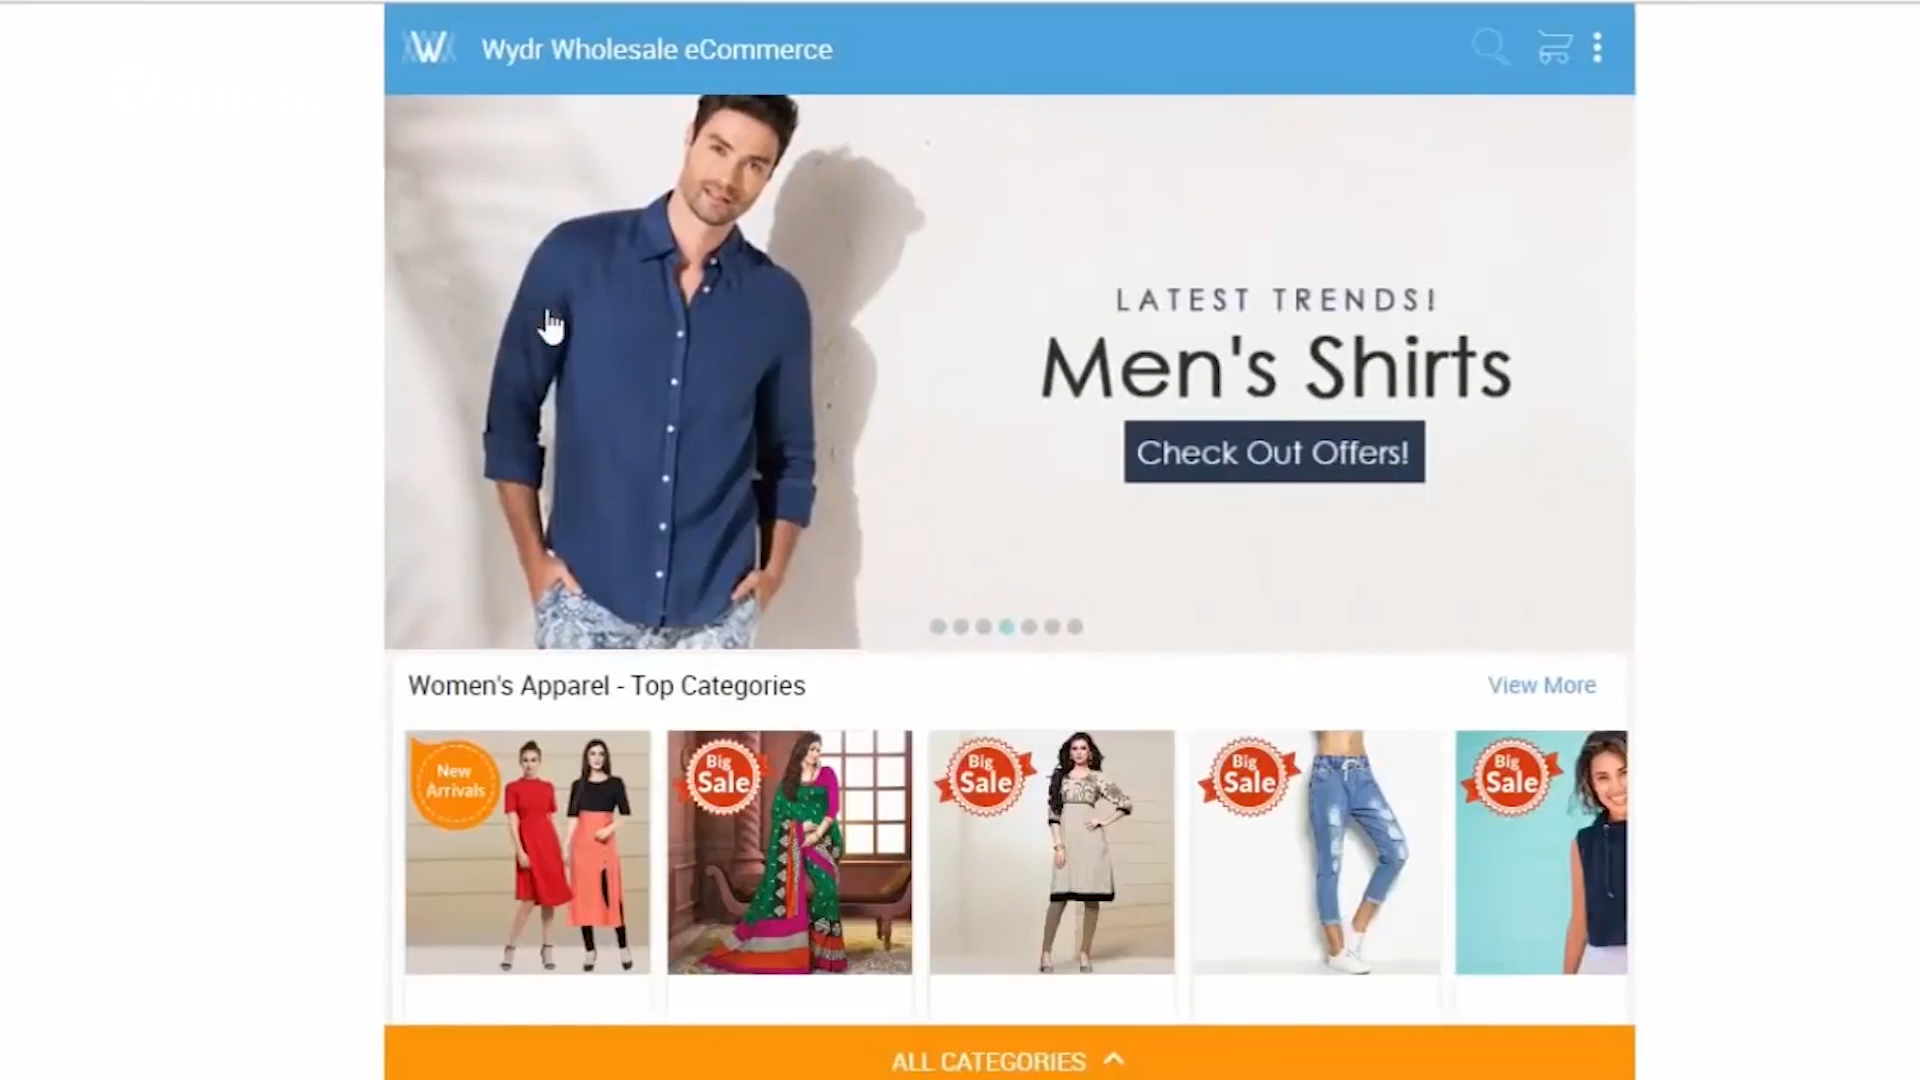 W Wydr Wholesale eCommerce
LATEST TRENDS!
Men's Shirts
Check Out Offers!
Women's Apparel - Top Categories
View More
New
Arrivals
Big
Sale
Big
Sale
Big
Sale
Big
Sale
ALL CATEGORIES